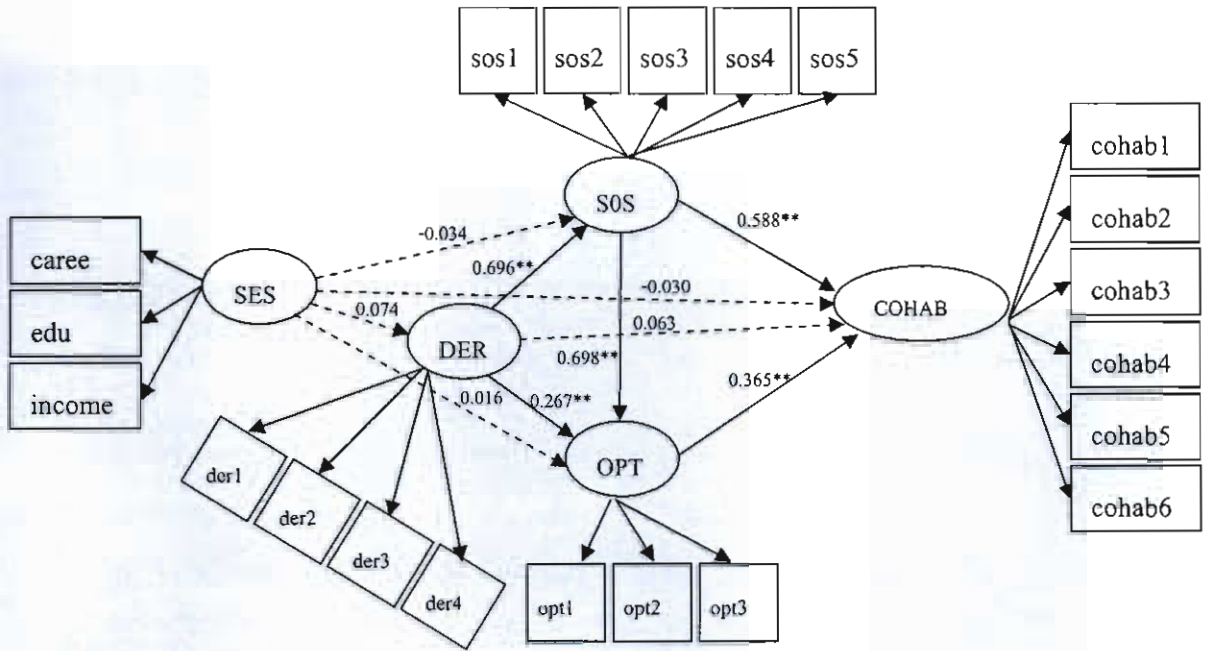 sos1 sos2 sos3 sos4 sos5
cohab1
cohab2
cohab3
cohab4
cohab5
cohab6
S0S
0.588**
-0.034
caree
edu
income
SES
0.696**
-0.030
COHAB
0.074
0.063
DER
0.698**
0.365**
0.016
0.267**
OPT
der1
der2
der3
der4
opt1 opt2 opt3